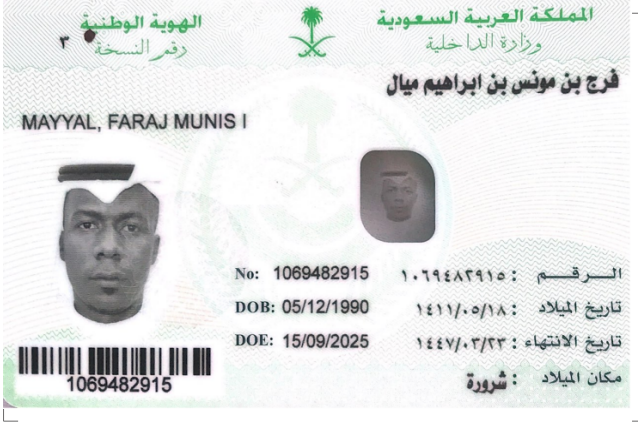 المملكة العربية السعودية
وزارة الداخلية
الهوية الوطنية
رقم النسخة ٣
فرج بن مونس بن ابراهيم ميال
MAYYAL, FARAJ MUNIS I
No: 1069482915 الـرقـم : ١٠٦٩٤٨٢٩١٥
DOB: 05/12/1990 تاريخ الميلاد : ١٤١١/٠٥/١٨
DOE: 15/09/2025 تاريخ الانتهاء : ١٤٤٧/٠٣/٢٣
مكان الميلاد : شرورة
1069482915